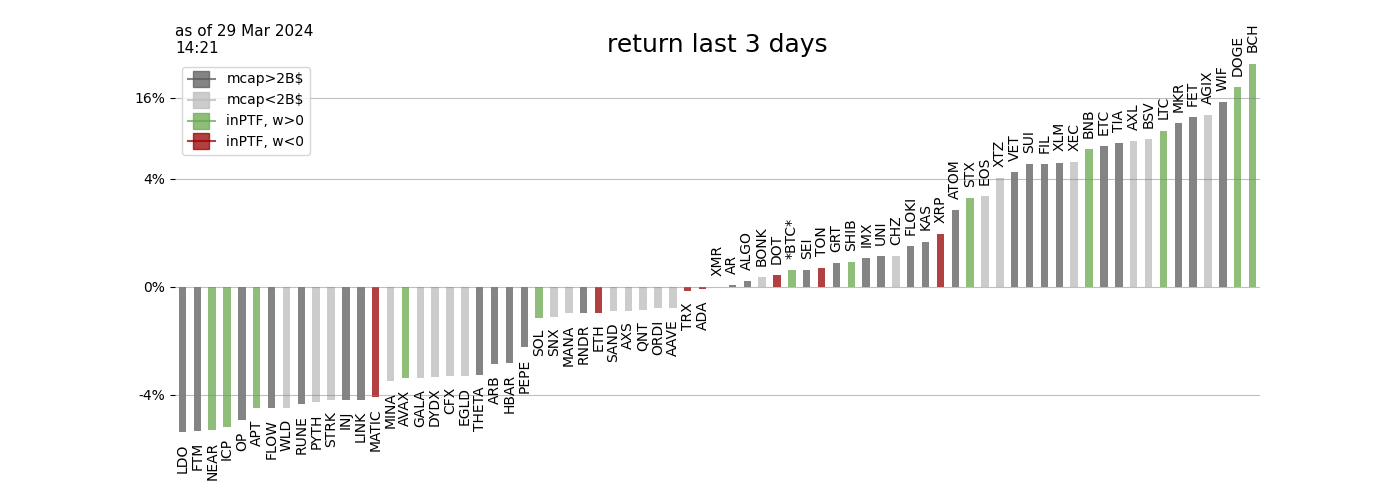 as of 29 Mar 2024
14:21
return last 3 days
mcap>2B$
mcap<2B$
inPTF, w>0
inPTF, w<0
16%
4%
0%
-4%
LDO
FTM
NEAR
ICP
OP
APT
FLOW
WLD
RUNE
PYTH
STRK
INJ
LINK
MATIC
MINA
AVAX
GALA
DYDX
CFX
EGLD
THETA
ARB
HBAR
PEPE
SOL
SNX
MANA
RNDR
ETH
SAND
AXS
QNT
ORDI
AAVE
TRX
ADA
XMR
AR
ALGO
BONK
DOT
*BTC*
SEI
TON
GRT
SHIB
IMX
UNI
CHZ
FLOKI
KAS
XRP
ATOM
STX
EOS
XTZ
VET
SUI
FIL
XLM
XEC
BNB
ETC
TIA
AXL
BSV
LTC
MKR
FET
AGIX
WIF
DOGE
BCH